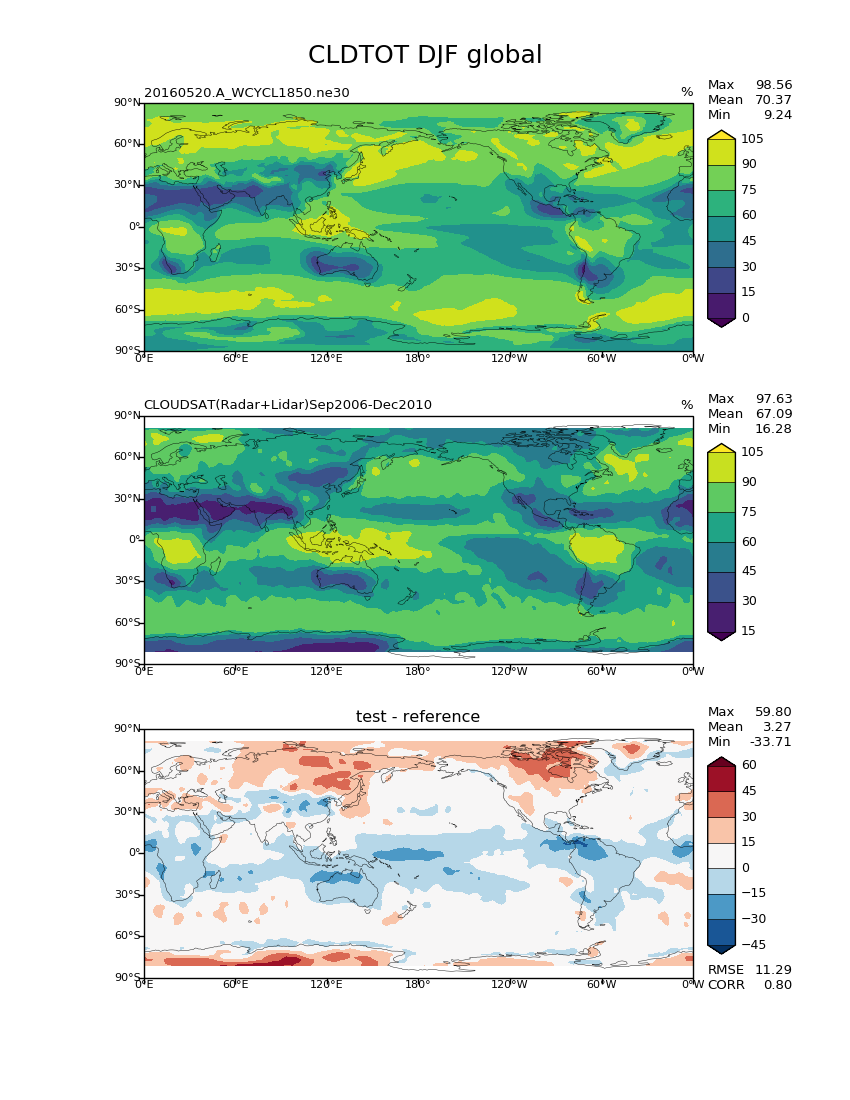 CLDTOT DJF global
20160520.A_WCYCL1850.ne30 %
Max 98.56
Mean 70.37
Min 9.24
90°N
60°N
30°N
0°
30°S
60°S
90°S
0°E 60°E 120°E 180° 120°W 60°W 0°W
105
90
75
60
45
30
15
0
CLOUDSAT(Radar+Lidar)Sep2006-Dec2010 %
Max 97.63
Mean 67.09
Min 16.28
90°N
60°N
30°N
0°
30°S
60°S
90°S
0°E 60°E 120°E 180° 120°W 60°W 0°W
105
90
75
60
45
30
15
test - reference
Max 59.80
Mean 3.27
Min -33.71
90°N
60°N
30°N
0°
30°S
60°S
90°S
0°E 60°E 120°E 180° 120°W 60°W 0°W
60
45
30
15
0
−15
−30
−45
RMSE 11.29
CORR 0.80